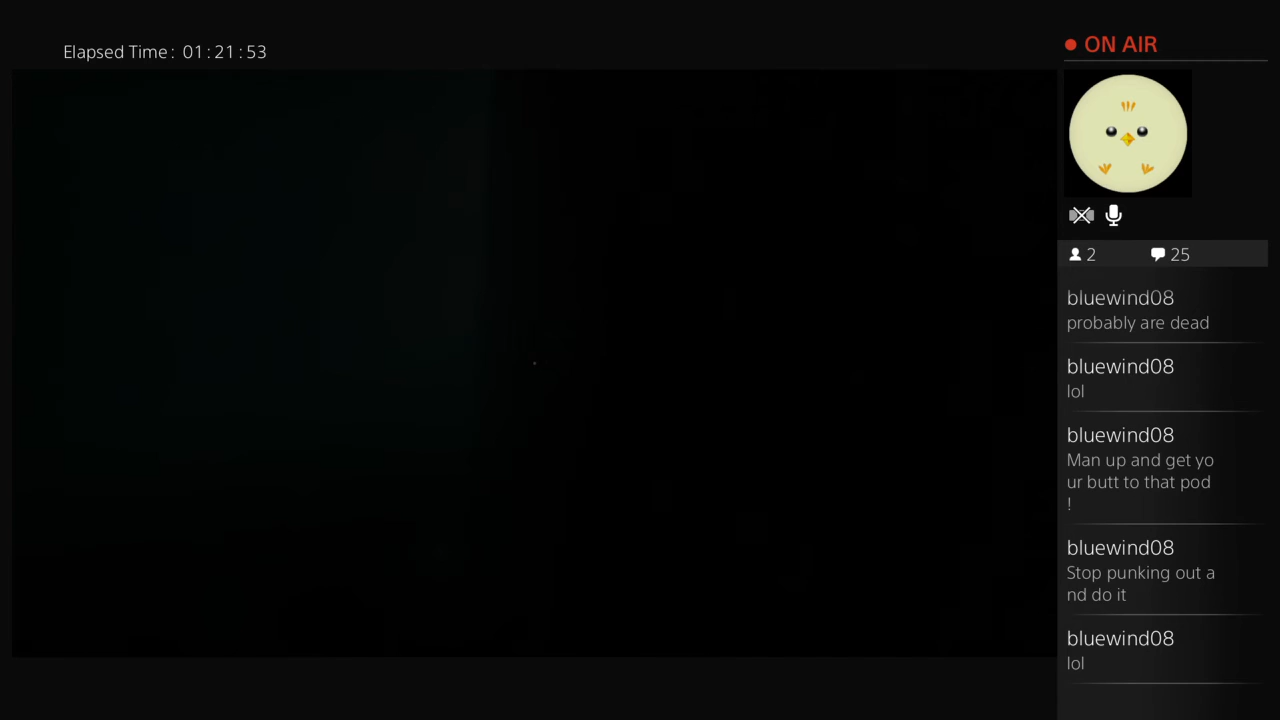 Elapsed Time: 01:21:53
ON AIR
2 25
bluewind08
probably are dead
bluewind08
lol
bluewind08
Man up and get yo
ur butt to that pod
!
bluewind08
Stop punking out a
nd do it
bluewind08
lol